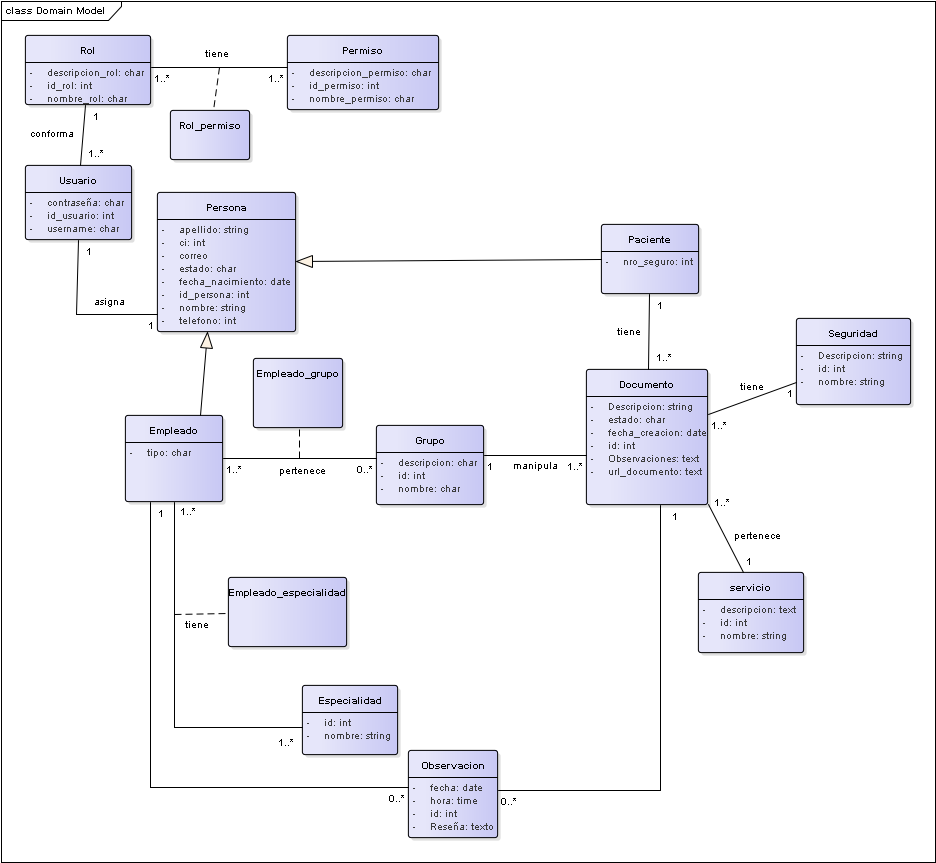 class Domain Model
Rol
- descripcion_rol: char
- id_rol: int
- nombre_rol: char
tiene
1..*
1..*
Permiso
- descripcion_permiso: char
- id_permiso: int
- nombre_permiso: char
Rol_permiso
1
conforma
1..*
Usuario
- contraseña: char
- id_usuario: int
- username: char
1
asigna
1
Persona
- apellido: string
- ci: int
- correo
- estado: char
- fecha_nacimiento: date
- id_persona: int
- nombre: string
- telefono: int
Paciente
- nro_seguro: int
1
tiene
1..*
Seguridad
- Descripcion: string
- id: int
- nombre: string
tiene
1
1..*
Documento
- Descripcion: string
- estado: char
- fecha_creacion: date
- id: int
- Observaciones: text
- url_documento: text
Empleado_grupo
Empleado
- tipo: char
1..*
pertenece
0..*
Grupo
- descripcion: char
- id: int
- nombre: char
1
manipula
1..*
1
1..*
1
1..*
pertenece
1
servicio
- descripcion: text
- id: int
- nombre: string
Empleado_especialidad
tiene
Especialidad
- id: int
- nombre: string
1..*
Observacion
- fecha: date
- hora: time
- id: int
- Reseña: texto
0..*
0..*